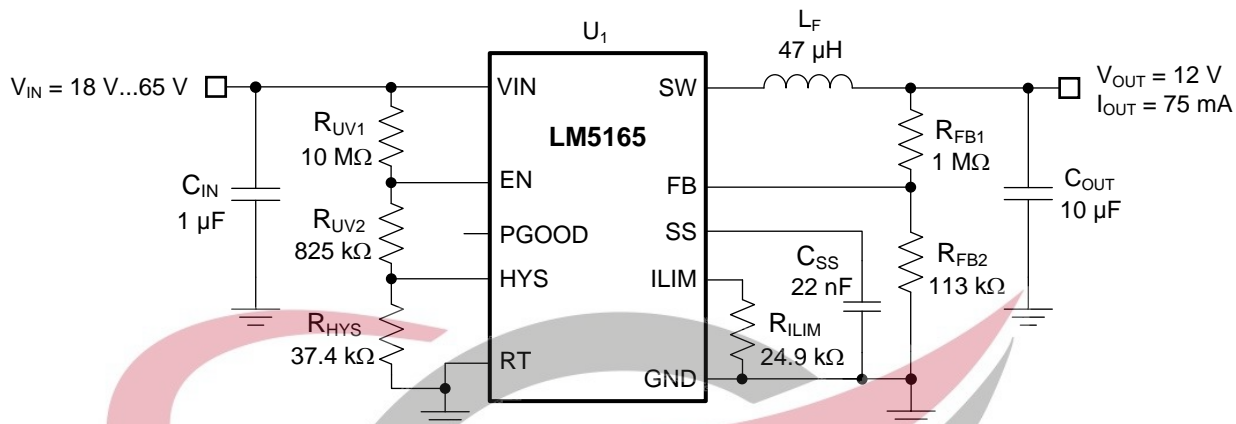 U1
LF
47 µH
VIN = 18 V...65 V
VIN
SW
VOUT = 12 V
IOUT = 75 mA
LM5165
RUV1
10 MΩ
RFB1
1 MΩ
CIN
1 µF
EN
FB
COUT
10 µF
RUV2
825 kΩ
PGOOD
SS
HYS
CSS
22 nF
RFB2
113 kΩ
ILIM
RHYS
37.4 kΩ
RILIM
24.9 kΩ
RT
GND